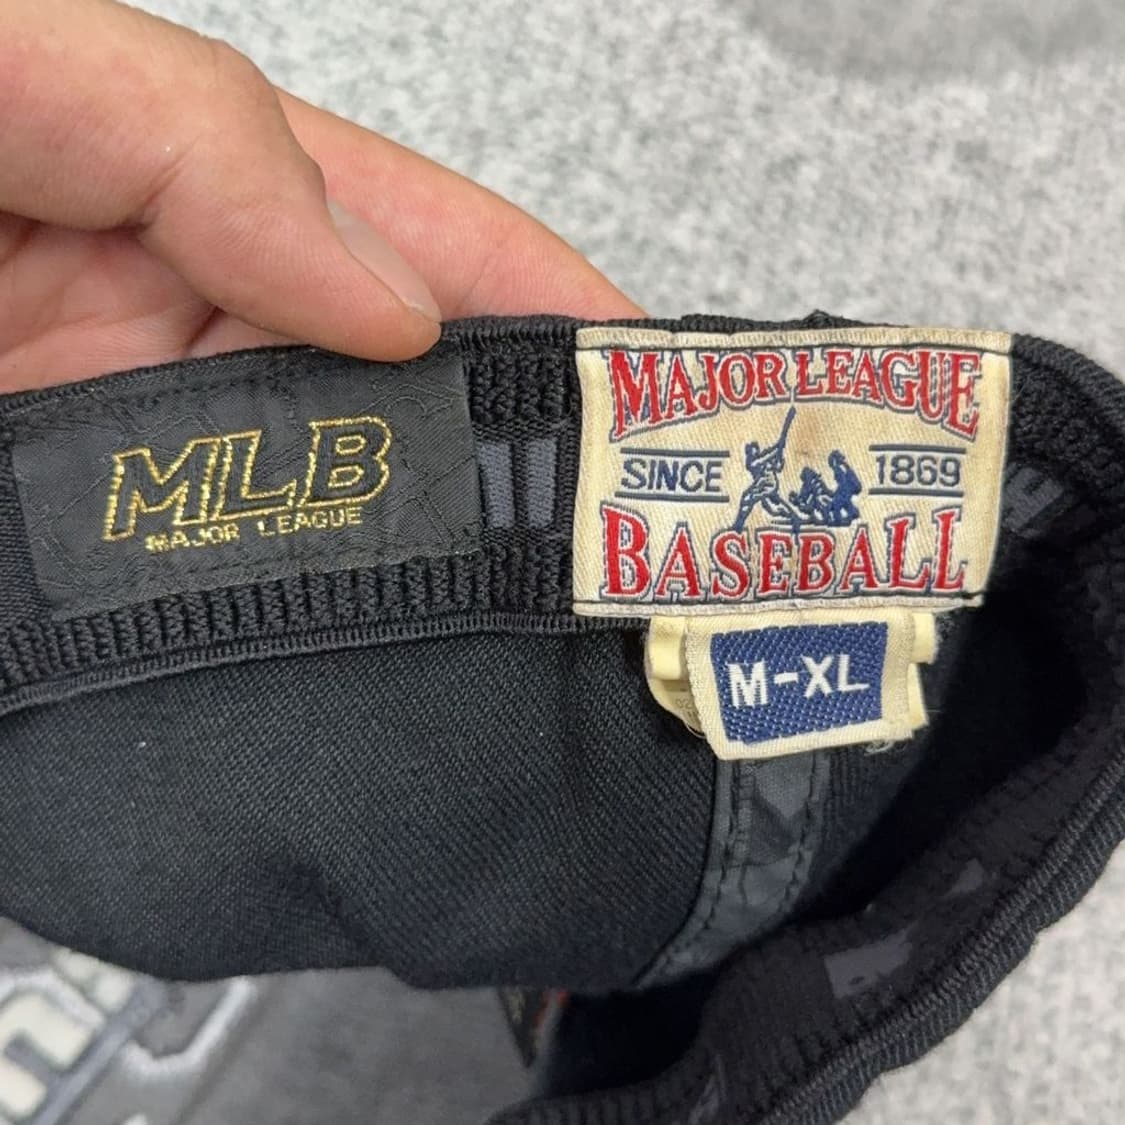 MLB
MAJOR LEAGUE
MAJOR LEAGUE
SINCE 1869
BASEBALL
M-XL